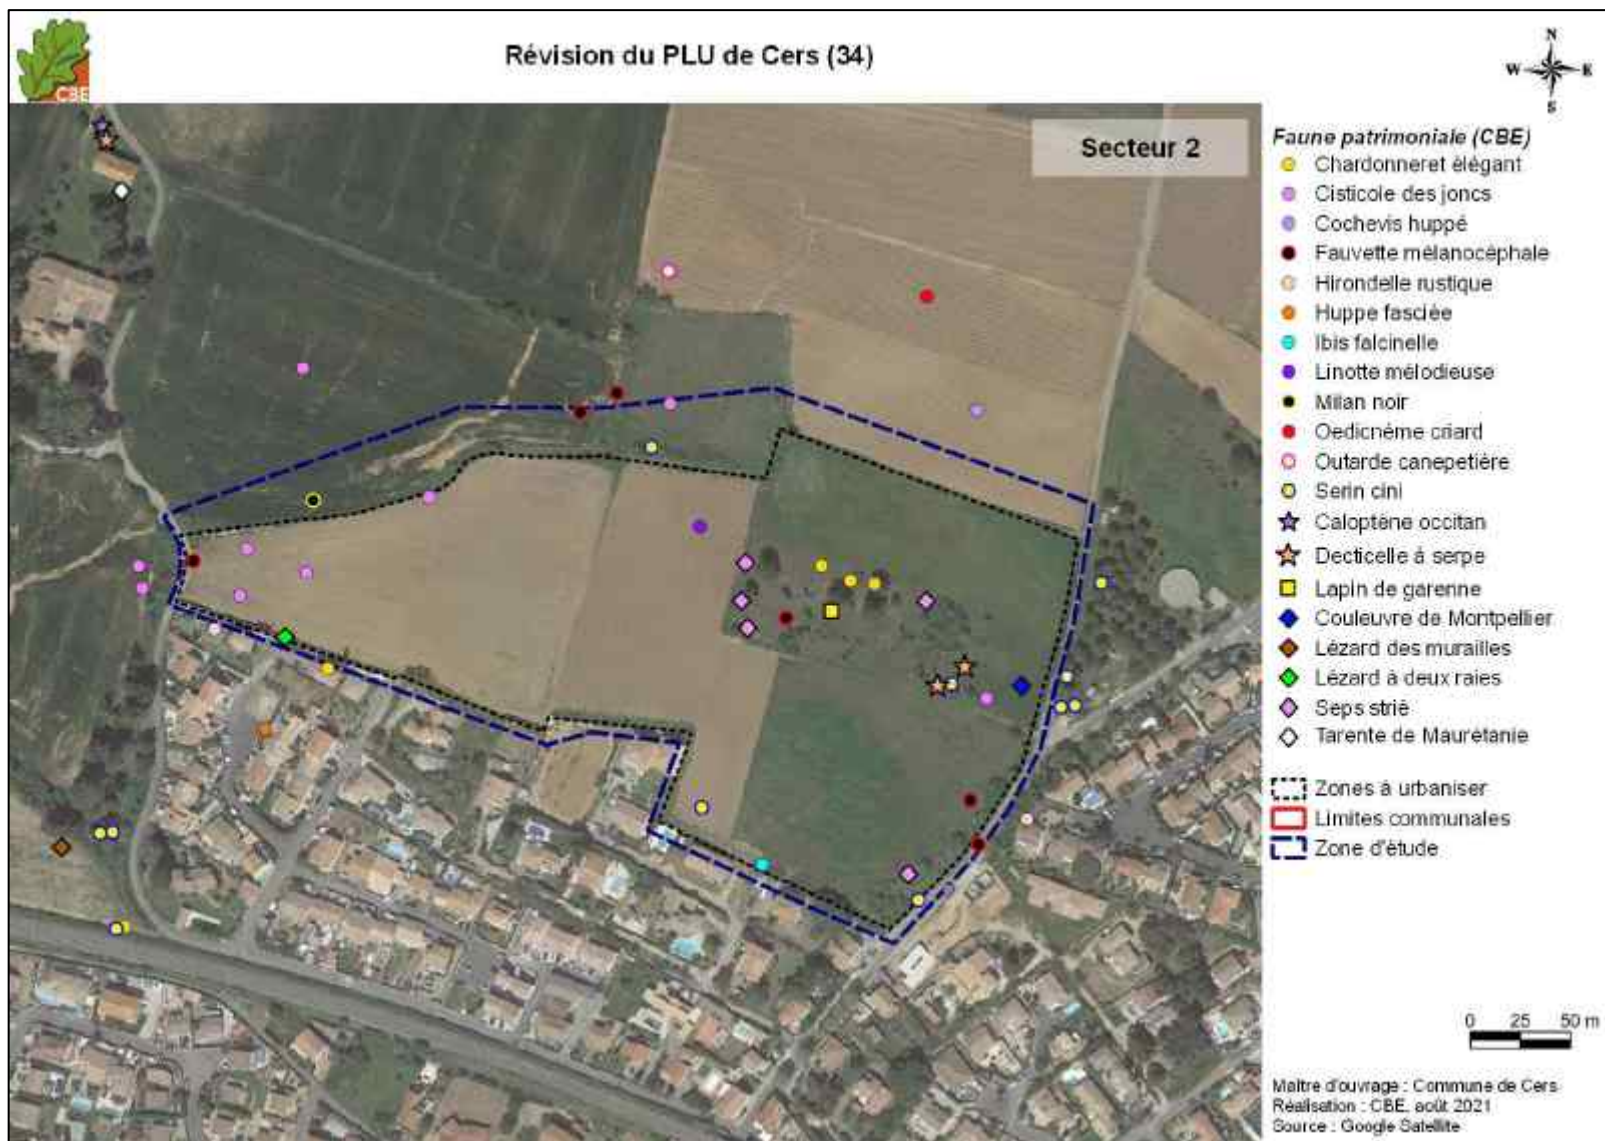 CBE
Révision du PLU de Cers (34)
N
W E
S
Secteur 2
Faune patrimoniale (CBE)
Chardonneret élégant
Cisticole des joncs
Cochevis huppé
Fauvette mélanocéphale
Hirondelle rustique
Huppe fasciée
Ibis falcinelle
Linotte mélodieuse
Milan noir
Oedicnème criard
Outarde canepetière
Serin cini
Caloptène occitan
Decticelle à serpe
Lapin de garenne
Couleuvre de Montpellier
Lézard des murailles
Lézard à deux raies
Seps strié
Tarente de Maurétanie
Zones à urbaniser
Limites communales
Zone d'étude
0 25 50 m
Maître d'ouvrage : Commune de Cers
Réalisation : CBE, août 2021
Source : Google Satellite